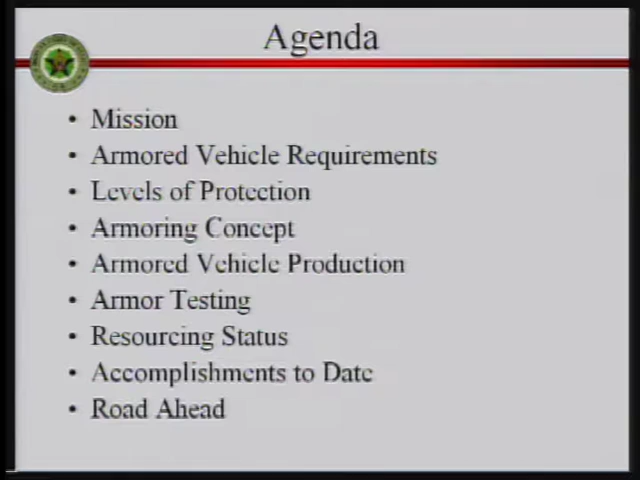 Agenda
• Mission
• Armored Vehicle Requirements
• Levels of Protection
• Armoring Concept
• Armored Vehicle Production
• Armor Testing
• Resourcing Status
• Accomplishments to Date
• Road Ahead